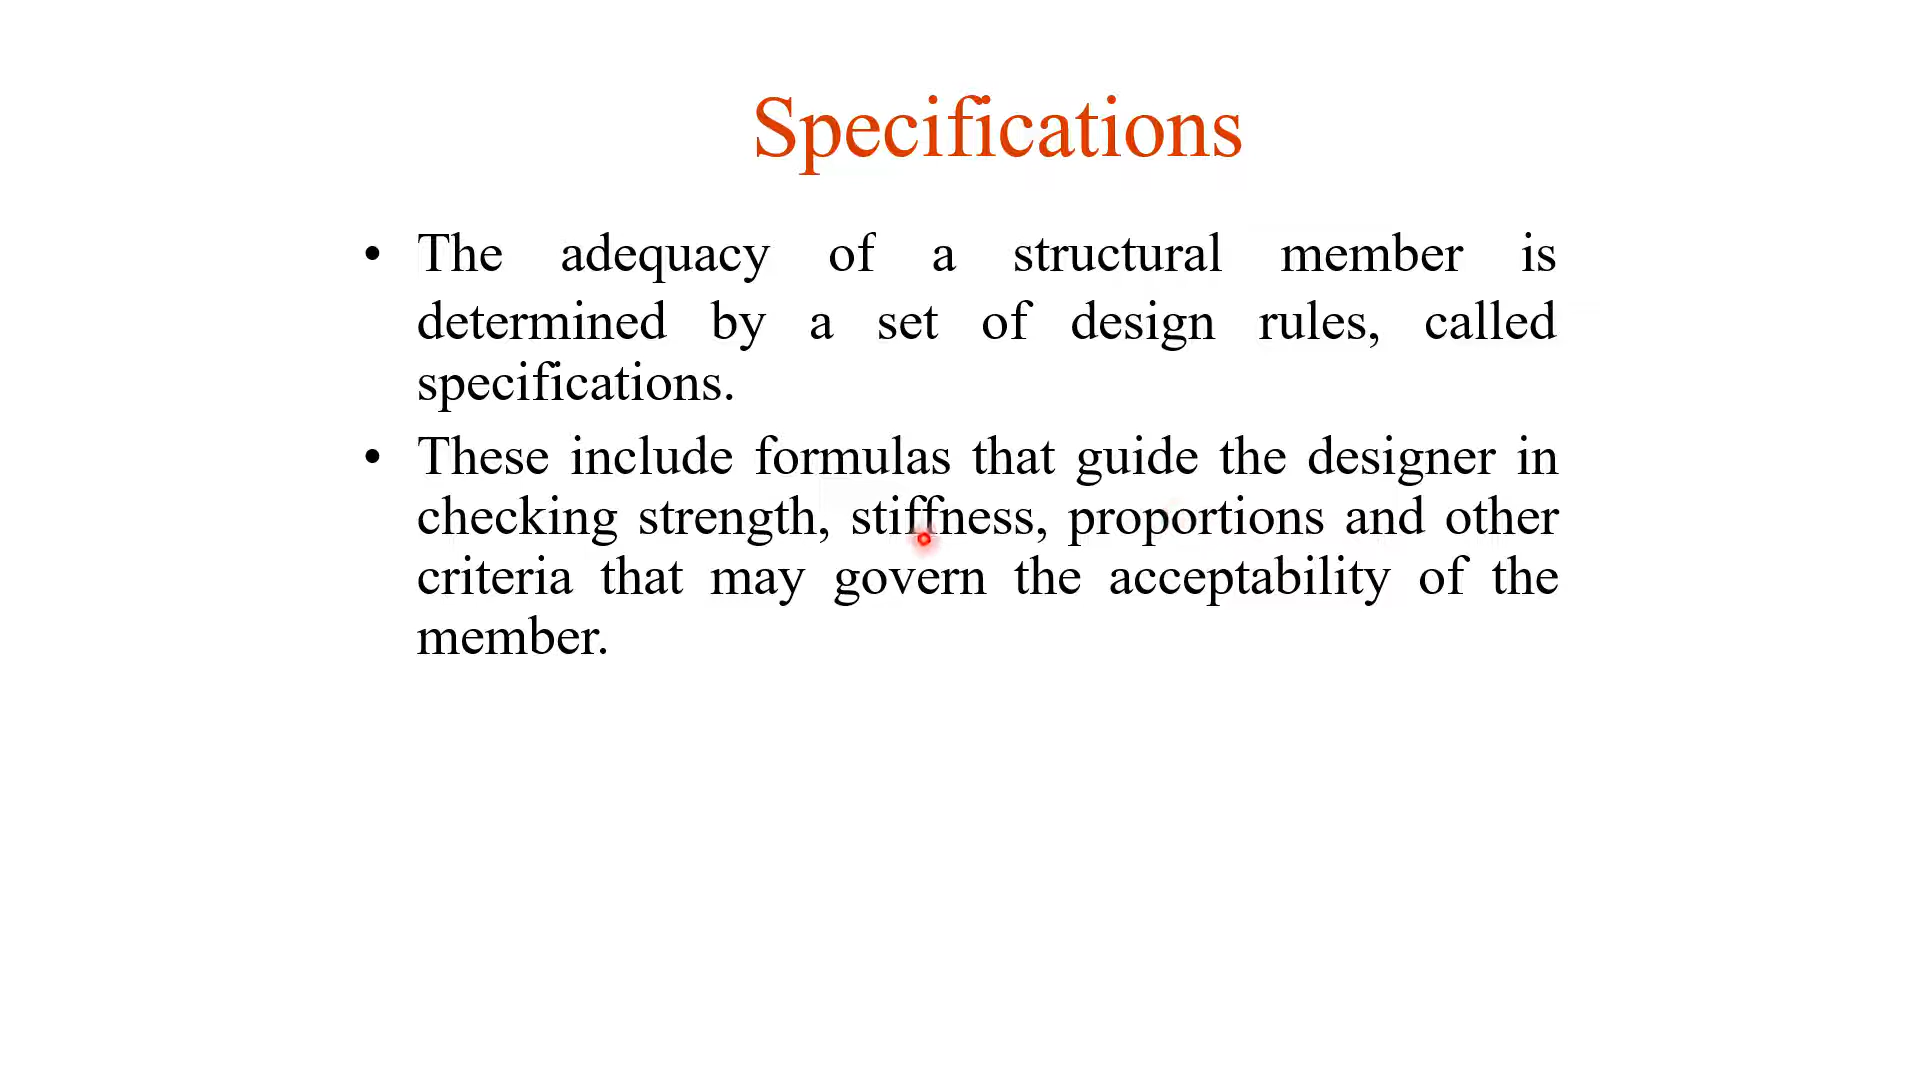 Specifications
• The adequacy of a structural member is
determined by a set of design rules, called
specifications.
• These include formulas that guide the designer in
checking strength, stiffness, proportions and other
criteria that may govern the acceptability of the
member.